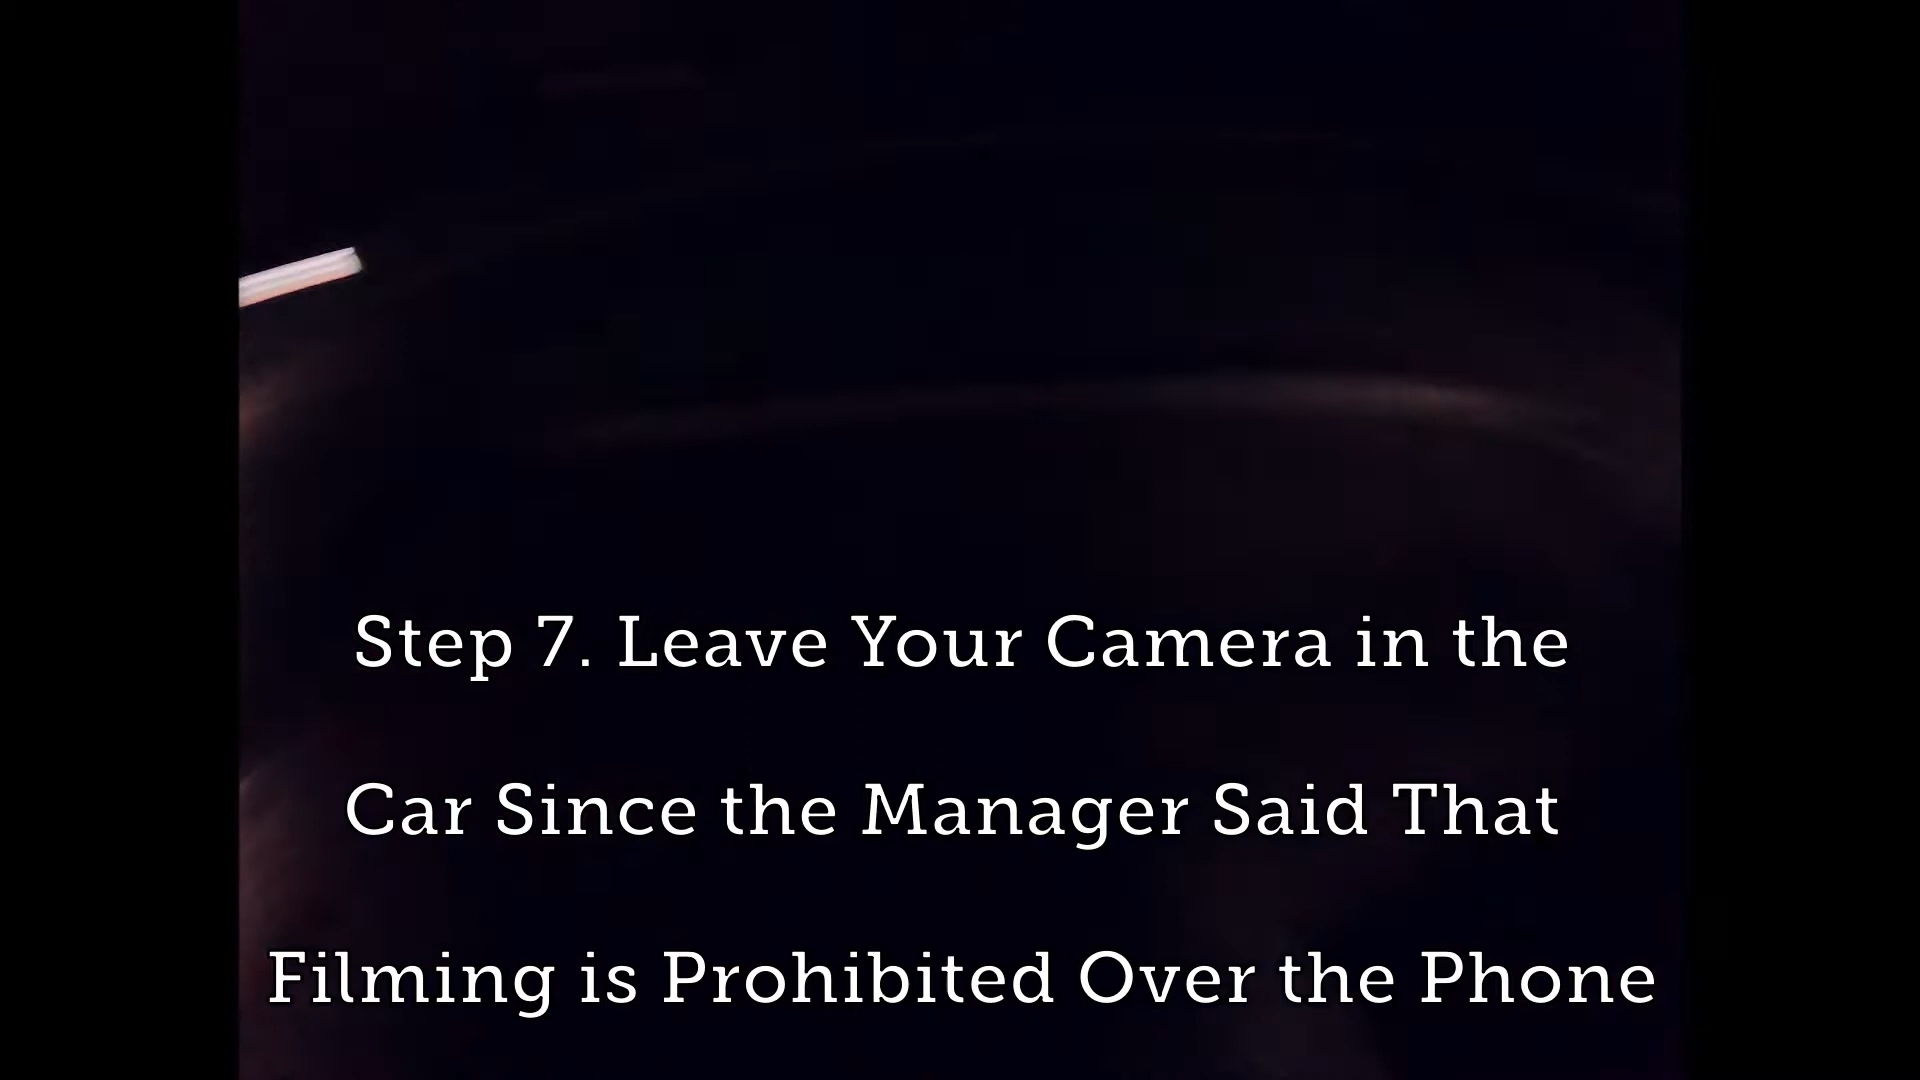 Step 7. Leave Your Camera in the
Car Since the Manager Said That
Filming is Prohibited Over the Phone